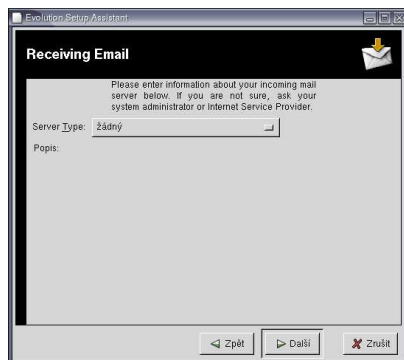 Evolution Setup Assistant
Receiving Email
Please enter information about your incoming mail
server below. If you are not sure, ask your
system administrator or Internet Service Provider.
Server Type: žádný
Popis:
Zpět Další Zrušit